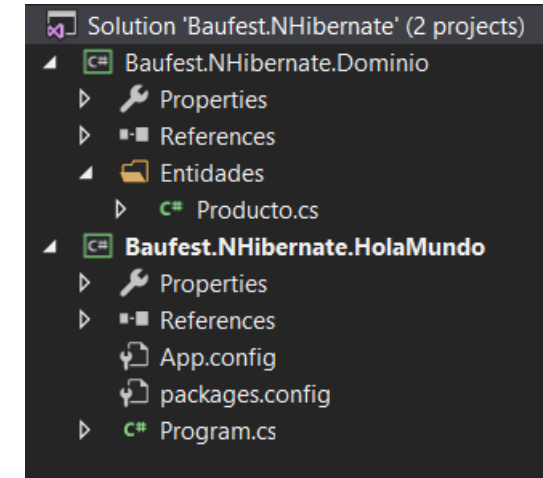 Solution 'Baufest.NHibernate' (2 projects)
C# Baufest.NHibernate.Dominio
Properties
References
Entidades
C# Producto.cs
C# Baufest.NHibernate.HolaMundo
Properties
References
App.config
packages.config
C# Program.cs